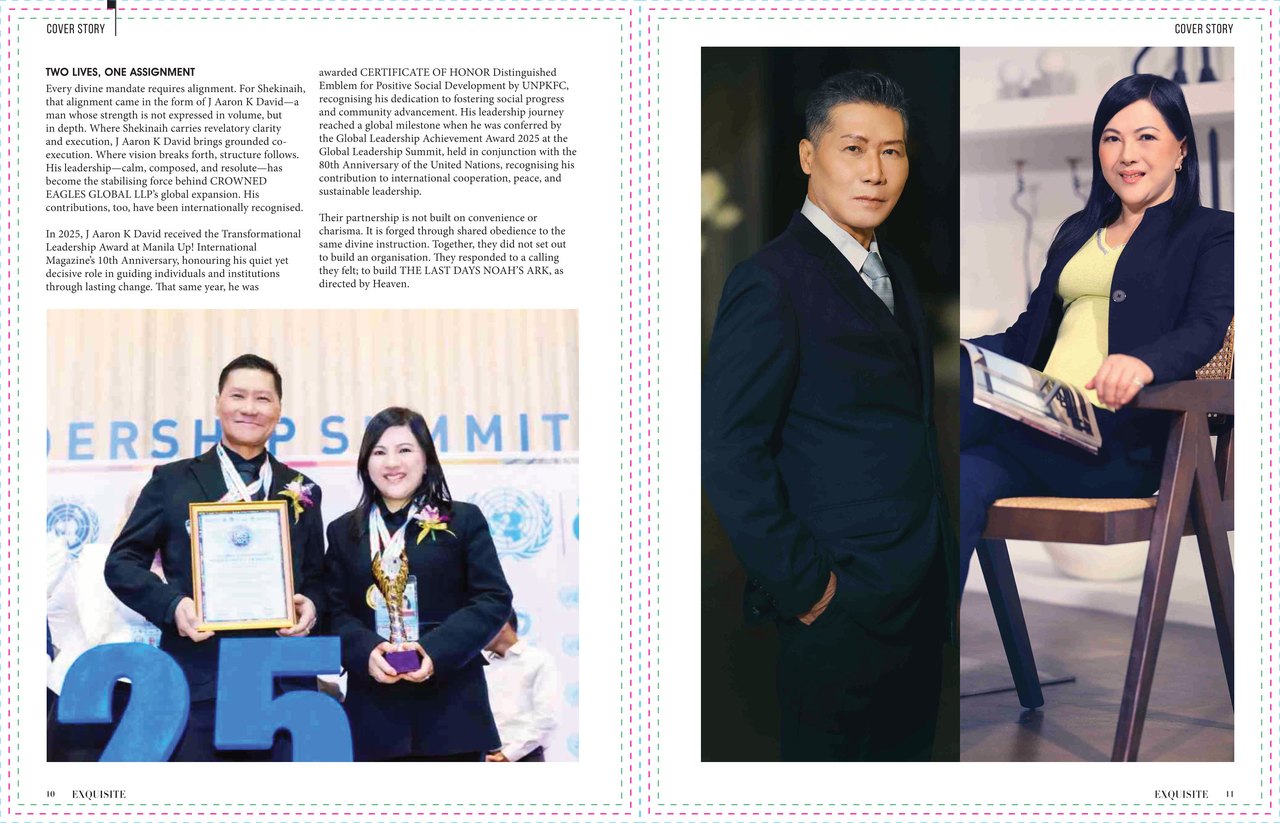 COVER STORY
TWO LIVES, ONE ASSIGNMENT
Every divine mandate requires alignment. For Shekinaih,
that alignment came in the form of J Aaron K David—a
man whose strength is not expressed in volume, but
in depth. Where Shekinaih carries revelatory clarity
and execution, J Aaron K David brings grounded co-
execution. Where vision breaks forth, structure follows.
His leadership—calm, composed, and resolute—has
become the stabilising force behind CROWNED
EAGLES GLOBAL LLP's global expansion. His
contributions, too, have been internationally recognised.
In 2025, J Aaron K David received the Transformational
Leadership Award at Manila Up! International
Magazine's 10th Anniversary, honouring his quiet yet
decisive role in guiding individuals and institutions
through lasting change. That same year, he was
awarded CERTIFICATE OF HONOR Distinguished
Emblem for Positive Social Development by UNPKFC,
recognising his dedication to fostering social progress
and community advancement. His leadership journey
reached a global milestone when he was conferred by
the Global Leadership Achievement Award 2025 at the
Global Leadership Summit, held in conjunction with the
80th Anniversary of the United Nations, recognising his
contribution to international cooperation, peace, and
sustainable leadership.
Their partnership is not built on convenience or
charisma. It is forged through shared obedience to the
same divine instruction. Together, they did not set out
to build an organisation. They responded to a calling
they felt; to build THE LAST DAYS NOAH'S ARK, as
directed by Heaven.
DERSHIP SUMMIT
25
10 EXQUISITE
COVER STORY
EXQUISITE 11